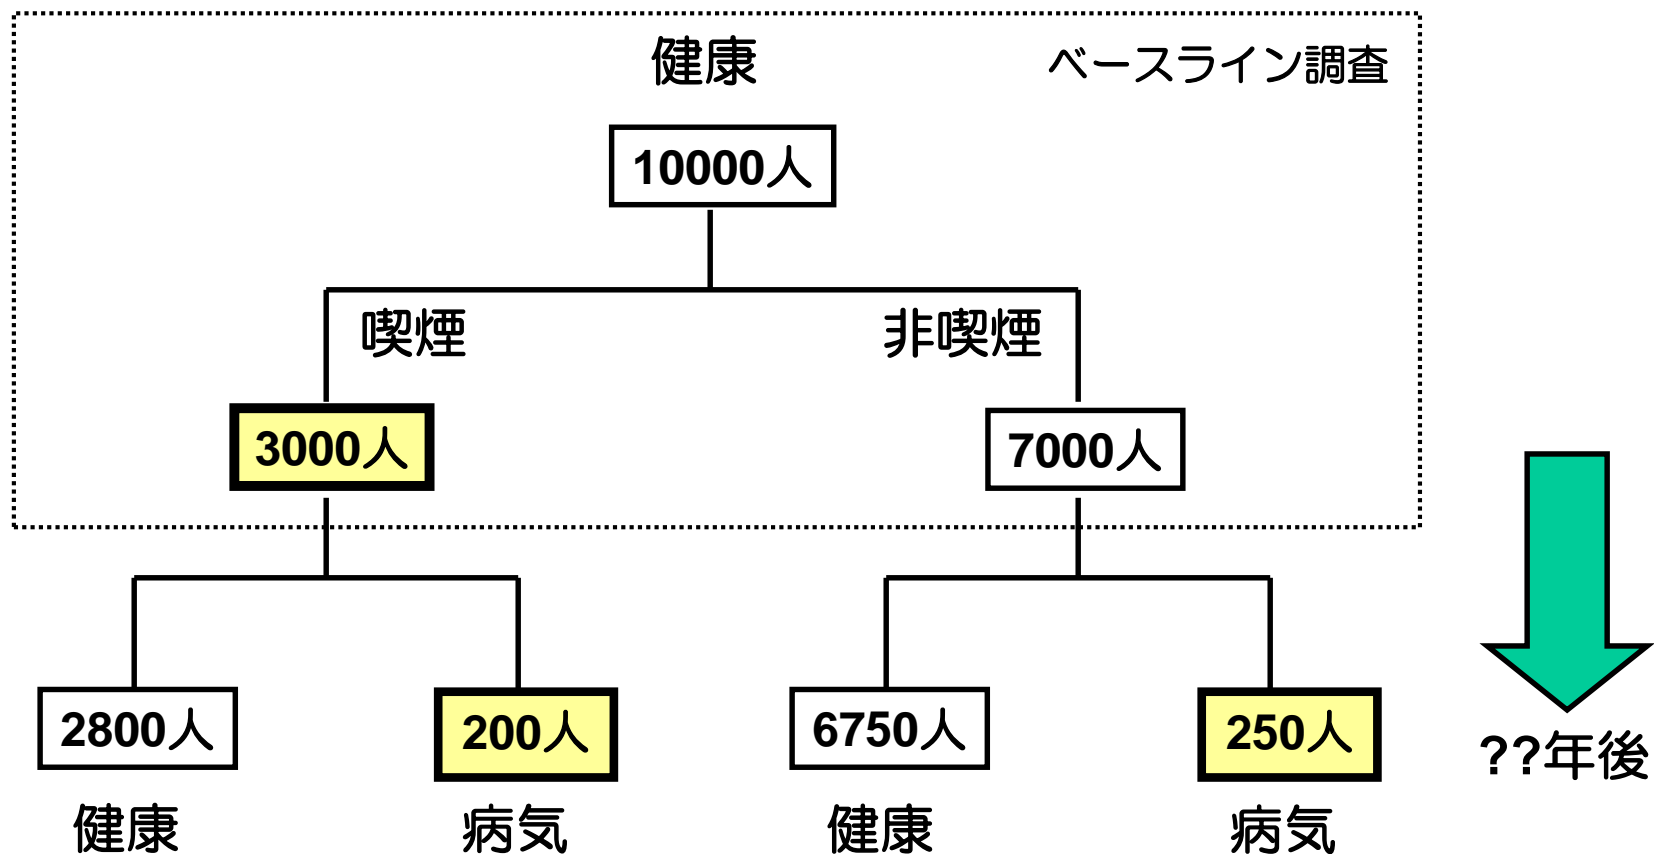 健康
ベースライン調査
10000人
喫煙
非喫煙
3000人
7000人
2800人
200人
6750人
250人
??年後
健康
病気
健康
病気